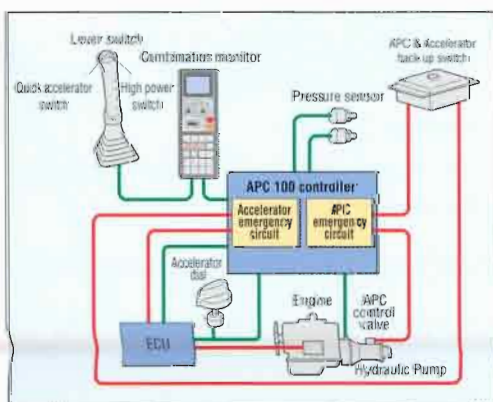 Lever switch
Combination monitor
APC & Accelerator
back up switch
Quick accelerator
switch
High power
switch
Pressure sensor
APC 100 controller
Accelerator
emergency
circuit
APC
emergency
circuit
Accelerator
dial
Engine
APC
control
valve
ECU
Hydraulic Pump